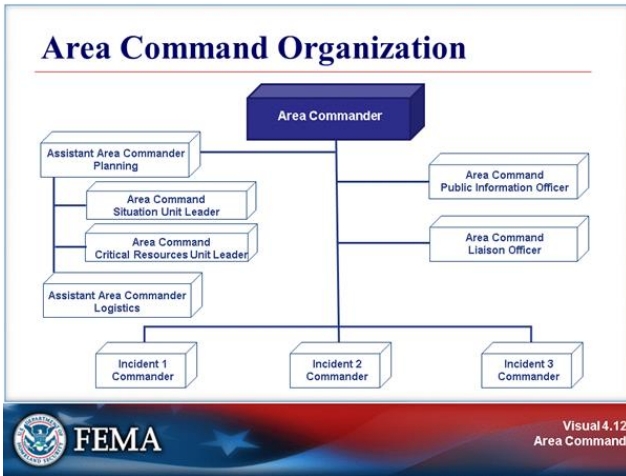 Area Command Organization
Area Commander
Assistant Area Commander
Planning
Area Command
Situation Unit Leader
Area Command
Critical Resources Unit Leader
Assistant Area Commander
Logistics
Area Command
Public Information Officer
Area Command
Liaison Officer
Incident 1
Commander
Incident 2
Commander
Incident 3
Commander
FEMA
Visual 4.12
Area Command